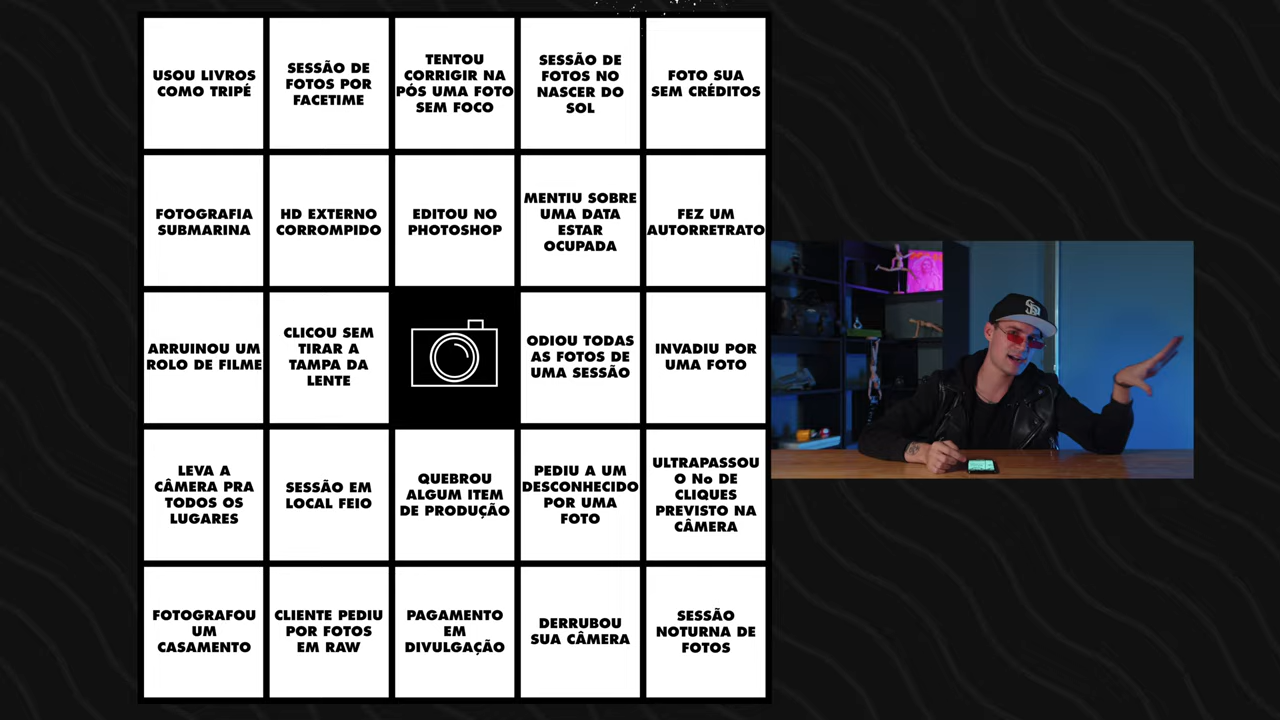 USOU LIVROS
COMO TRIPÉ
SESSÃO DE
FOTOS POR
FACETIME
TENTOU
CORRIGIR NA
PÓS UMA FOTO
SEM FOCO
SESSÃO DE
FOTOS NO
NASCER DO
SOL
FOTO SUA
SEM CRÉDITOS
FOTOGRAFIA
SUBMARINA
HD EXTERNO
CORROMPIDO
EDITOU NO
PHOTOSHOP
MENTIU SOBRE
UMA DATA
ESTAR
OCUPADA
FEZ UM
AUTORRETRATO
ARRUINOU UM
ROLO DE FILME
CLICOU SEM
TIRAR A
TAMPA DA
LENTE
ODIOU TODAS
AS FOTOS DE
UMA SESSÃO
INVADIU POR
UMA FOTO
LEVA A
CÂMERA PRA
TODOS OS
LUGARES
SESSÃO EM
LOCAL FEIO
QUEBROU
ALGUM ITEM
DE PRODUÇÃO
PEDIU A UM
DESCONHECIDO
POR UMA
FOTO
ULTRAPASSOU
O No DE
CLIQUES
PREVISTO NA
CÂMERA
FOTOGRAFOU
UM
CASAMENTO
CLIENTE PEDIU
POR FOTOS
EM RAW
PAGAMENTO
EM
DIVULGAÇÃO
DERRUBOU
SUA CÂMERA
SESSÃO
NOTURNA DE
FOTOS